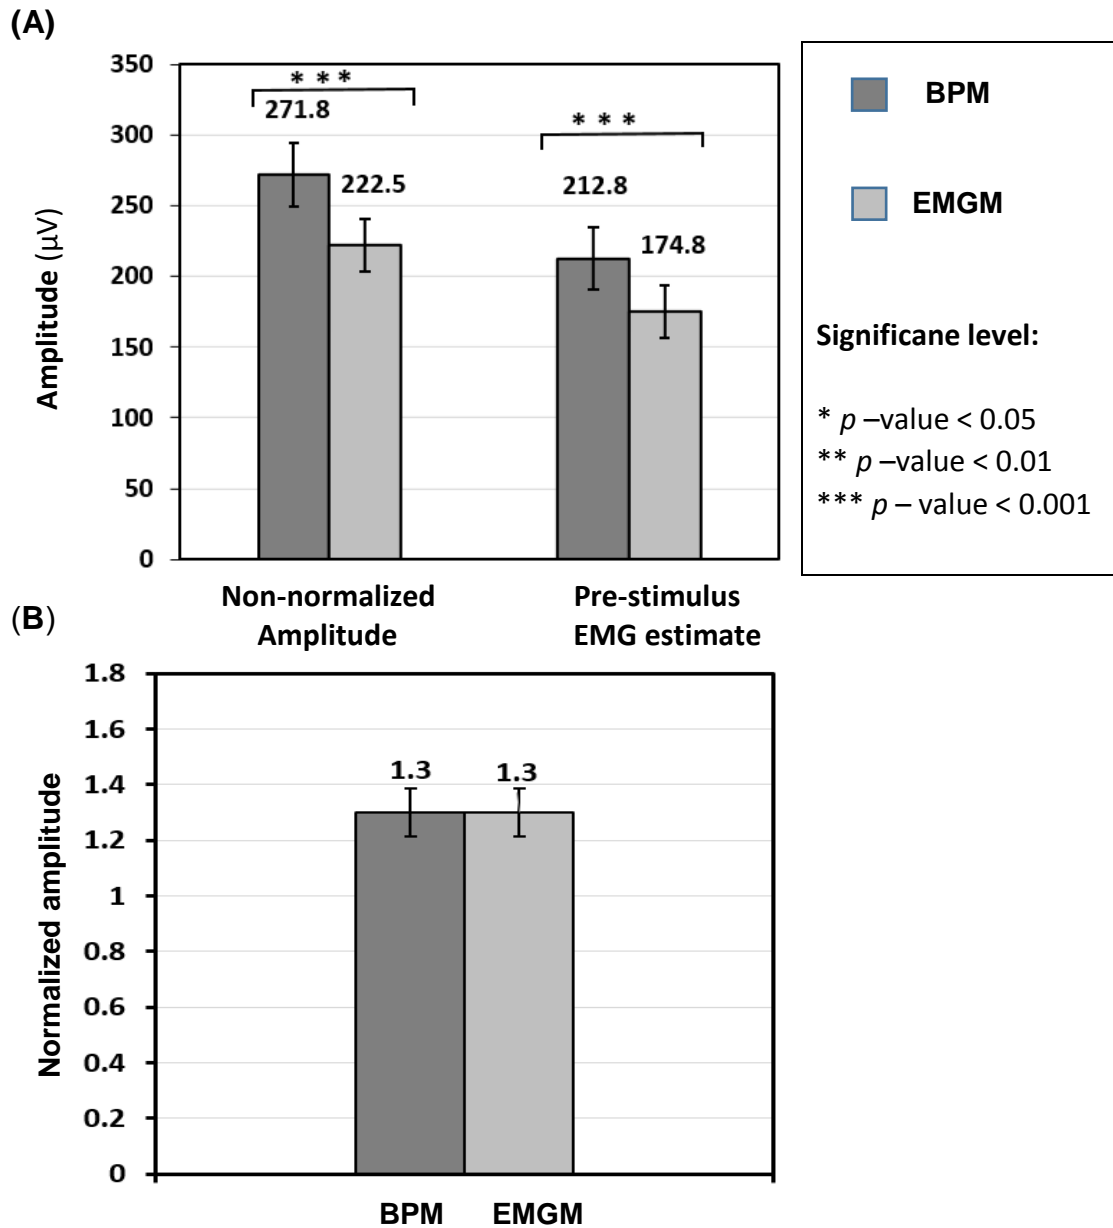 (A)
350
300
250
200
150
100
50
0
Amplitude (µV)
* * *
271.8
222.5
* * *
212.8
174.8
Non-normalized
Amplitude
Pre-stimulus
EMG estimate
BPM
EMGM
Significane level:
* p –value < 0.05
** p –value < 0.01
*** p – value < 0.001
(B)
1.8
1.6
1.4
1.2
1
0.8
0.6
0.4
0.2
0
Normalized amplitude
1.3
1.3
BPM
EMGM